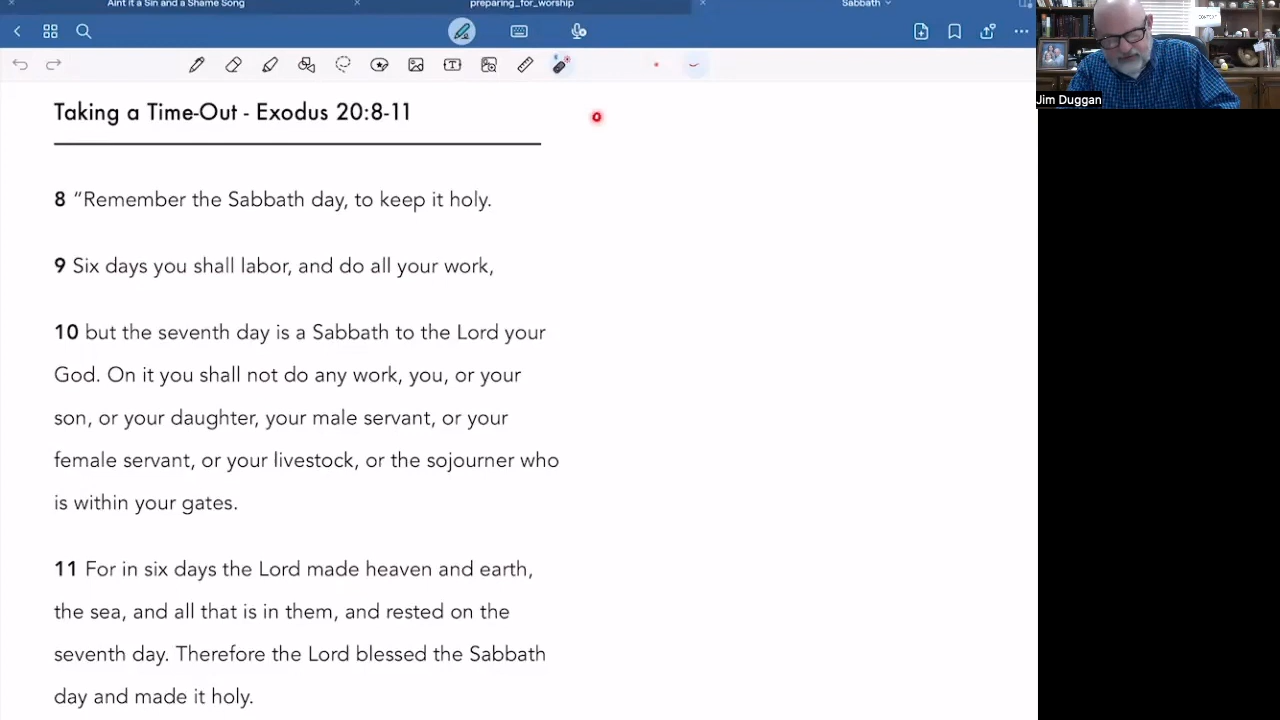 Aint it a Sin and a Shame Song
preparing_for_worship
Sabbath
Jim Duggan
Taking a Time-Out - Exodus 20:8-11
8 “Remember the Sabbath day, to keep it holy.
9 Six days you shall labor, and do all your work,
10 but the seventh day is a Sabbath to the Lord your
God. On it you shall not do any work, you, or your
son, or your daughter, your male servant, or your
female servant, or your livestock, or the sojourner who
is within your gates.
11 For in six days the Lord made heaven and earth,
the sea, and all that is in them, and rested on the
seventh day. Therefore the Lord blessed the Sabbath
day and made it holy.